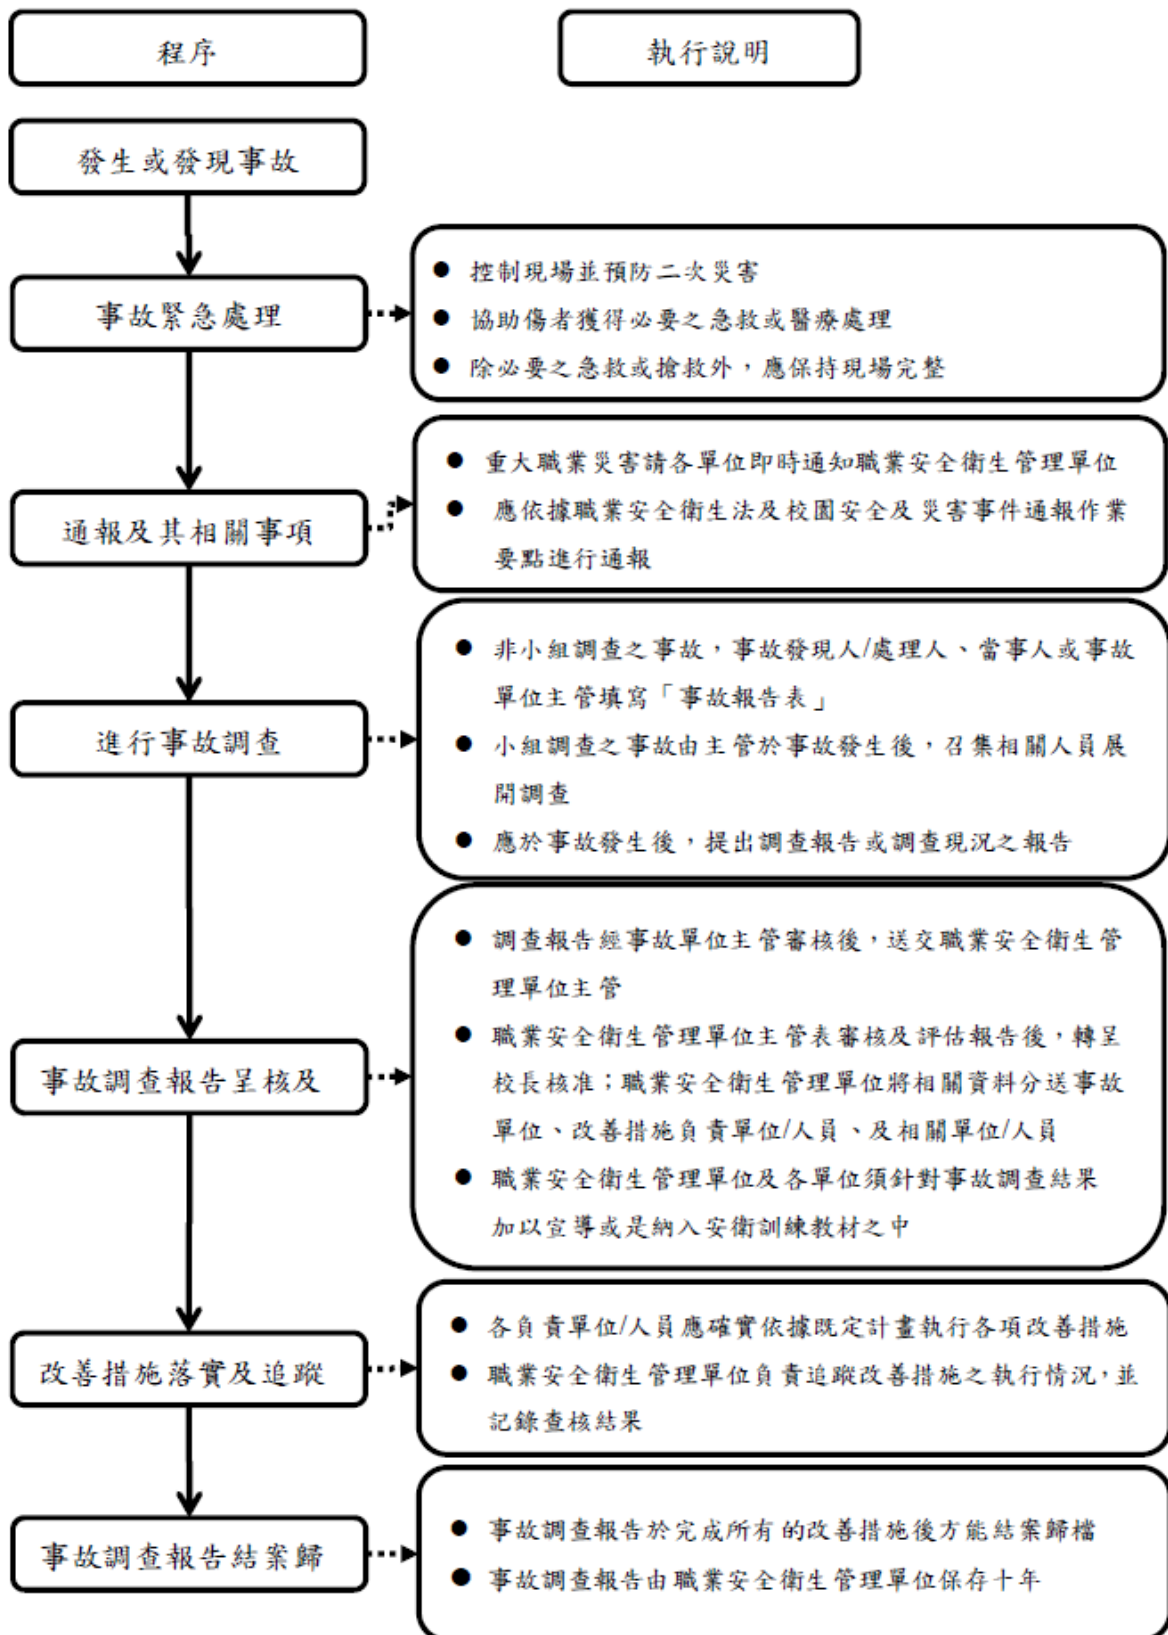 程序
執行說明
發生或發現事故
事故緊急處理
● 控制現場並預防二次災害
● 協助傷者獲得必要之急救或醫療處理
● 除必要之急救或搶救外，應保持現場完整
通報及其相關事項
● 重大職業災害請各單位即時通知職業安全衛生管理單位
● 應依據職業安全衛生法及校園安全及災害事件通報作業
要點進行通報
進行事故調查
● 非小組調查之事故，事故發現人/處理人、當事人或事故
單位主管填寫「事故報告表」
● 小組調查之事故由主管於事故發生後，召集相關人員展
開調查
● 應於事故發生後，提出調查報告或調查現況之報告
事故調查報告呈核及
● 調查報告經事故單位主管審核後，送交職業安全衛生管
理單位主管
● 職業安全衛生管理單位主管表審核及評估報告後，轉呈
校長核准；職業安全衛生管理單位將相關資料分送事故
單位、改善措施負責單位/人員、及相關單位/人員
● 職業安全衛生管理單位及各單位須針對事故調查結果
加以宣導或是納入安衛訓練教材之中
改善措施落實及追蹤
● 各負責單位/人員應確實依據既定計畫執行各項改善措施
● 職業安全衛生管理單位負責追蹤改善措施之執行情況，並
記錄查核結果
事故調查報告結案歸
● 事故調查報告於完成所有的改善措施後方能結案歸檔
● 事故調查報告由職業安全衛生管理單位保存十年